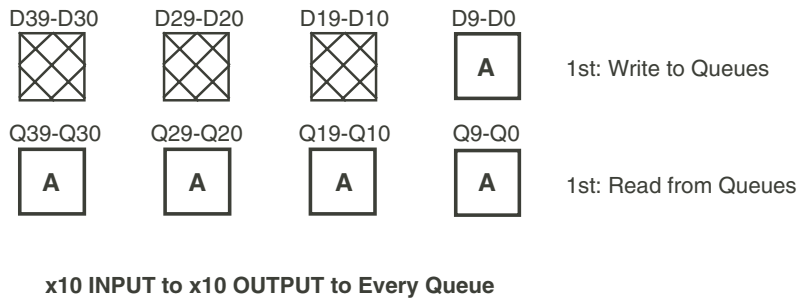 D39-D30 D29-D20 D19-D10 D9-D0
A 1st: Write to Queues
Q39-Q30 Q29-Q20 Q19-Q10 Q9-Q0
A A A A 1st: Read from Queues
x10 INPUT to x10 OUTPUT to Every Queue